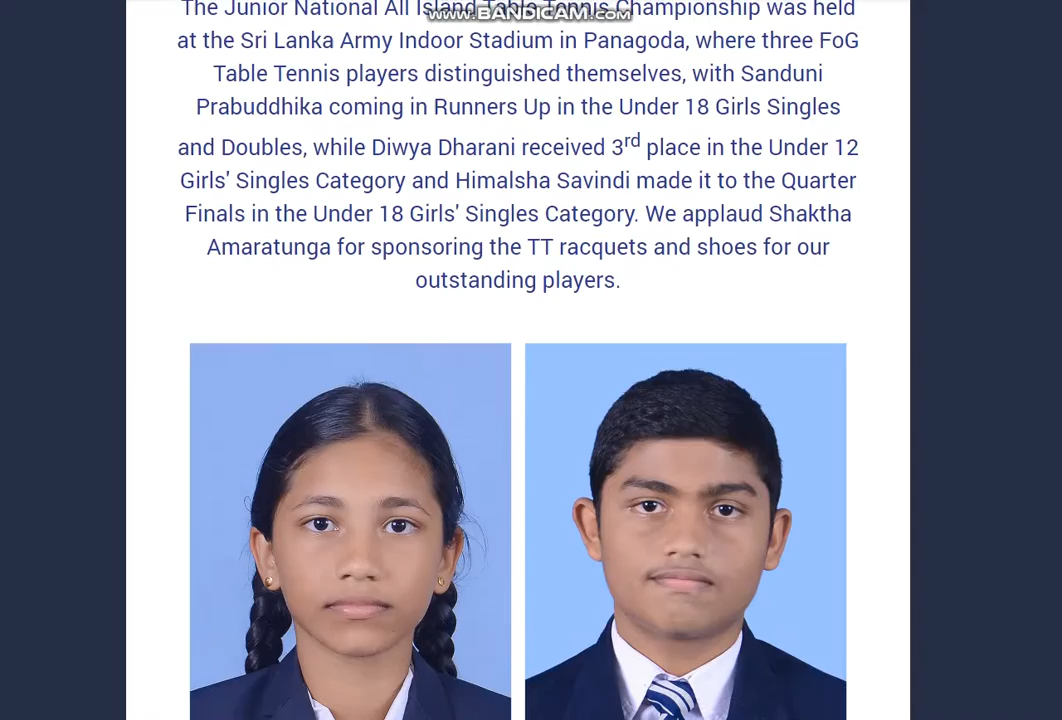 The Junior National All Island Table Tennis Championship was held
www.BANDICAM.com
at the Sri Lanka Army Indoor Stadium in Panagoda, where three FoG
Table Tennis players distinguished themselves, with Sanduni
Prabuddhika coming in Runners Up in the Under 18 Girls Singles
and Doubles, while Diwya Dharani received 3rd place in the Under 12
Girls' Singles Category and Himalsha Savindi made it to the Quarter
Finals in the Under 18 Girls' Singles Category. We applaud Shaktha
Amaratunga for sponsoring the TT racquets and shoes for our
outstanding players.